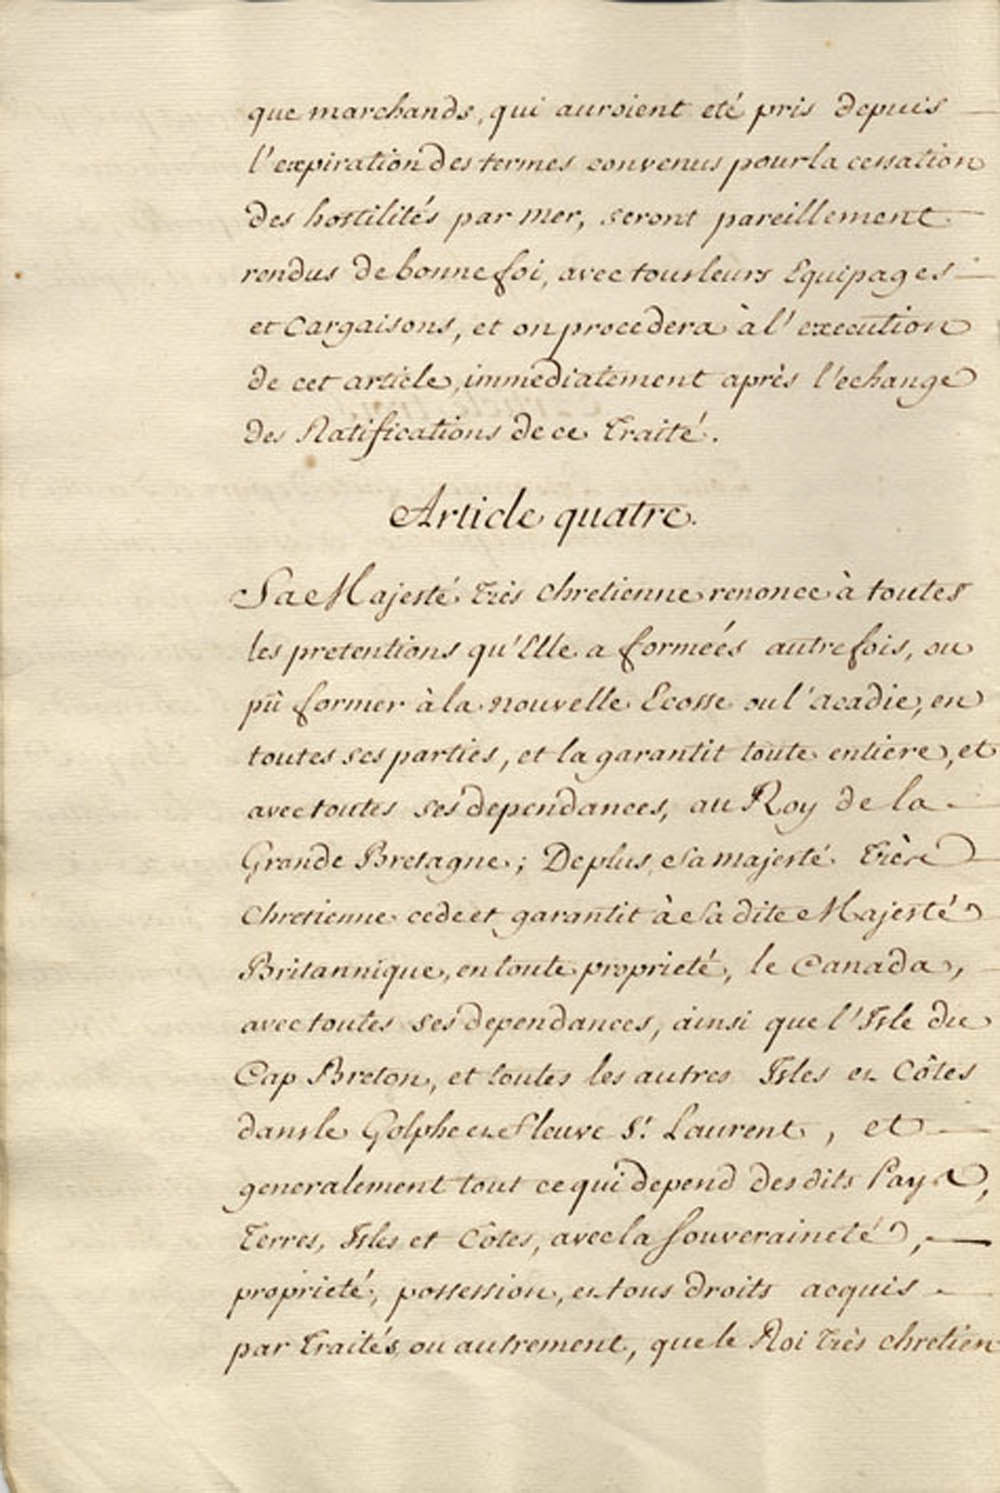 que marchands, qui auroient eté pris depuis
l'expiration des termes convenus pour la cessation
des hostilités par mer, seront pareillement
rendus de bonne foi, avec tous leurs Equipages
et Cargaisons, et on procedera à l'execution
de cet article, immediatement après l'echange
des Ratifications de ce Traité.
Article quatre.
Sa Majesté Très Chretienne renonce à toutes
les pretentions qu'Elle a formées autrefois, ou
pû former à la nouvelle Ecosse ou l'acadie, en
toutes ses parties, et la garantit toute entiere, et
avec toutes ses dependances, au Roy de la
Grande Bretagne; De plus, Sa majesté Très
Chretienne cede et garantit à Sa dite Majesté
Britannique, en toute proprieté, le Canada,
avec toutes ses dependances, ainsi que l'Isle du
Cap Breton, et toutes les autres Isles et Côtes
dans le Golphe et Fleuve St. Laurent, et
generalement tout ce qui depend des dits Pays,
Terres, Isles et Côtes, avec la Souveraineté,
proprieté, possession, et tous droits acquis
par Traités, ou autrement, que le Roi Très Chretien